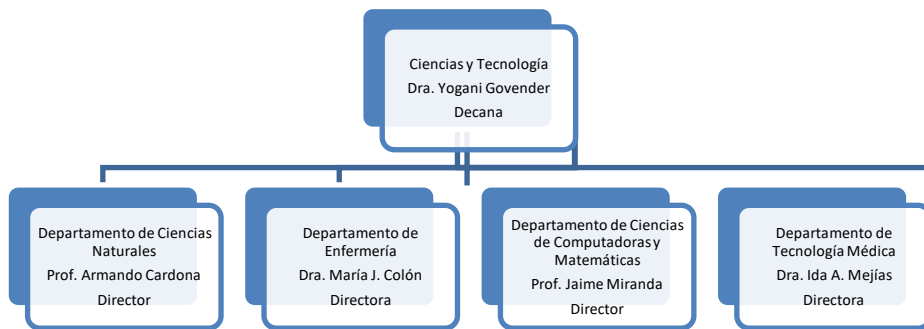 Ciencias y Tecnología
Dra. Yogani Govender
Decana
Departamento de Ciencias
Naturales
Prof. Armando Cardona
Director
Departamento de
Enfermería
Dra. María J. Colón
Directora
Departamento de Ciencias
de Computadoras y
Matemáticas
Prof. Jaime Miranda
Director
Departamento de
Tecnología Médica
Dra. Ida A. Mejías
Directora